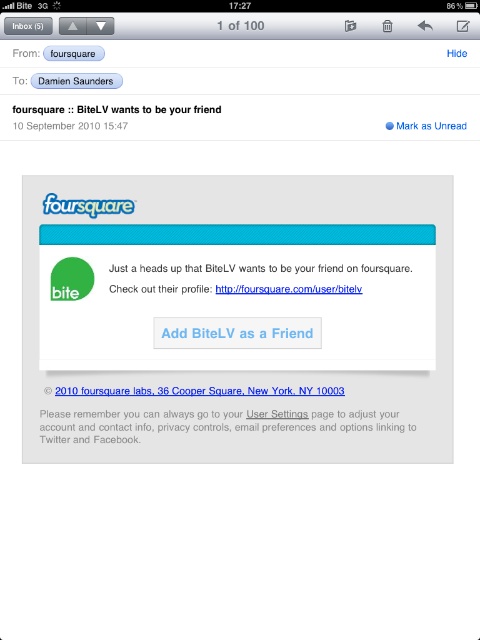 Bite 3G 17:27 86%
Inbox (5) 1 of 100
From: foursquare Hide
To: Damien Saunders
foursquare :: BiteLV wants to be your friend
10 September 2010 15:47 Mark as Unread
foursquare
bite
Just a heads up that BiteLV wants to be your friend on foursquare.
Check out their profile: http://foursquare.com/user/bitelv
Add BiteLV as a Friend
© 2010 foursquare labs, 36 Cooper Square, New York, NY 10003
Please remember you can always go to your User Settings page to adjust your
account and contact info, privacy controls, email preferences and options linking to
Twitter and Facebook.